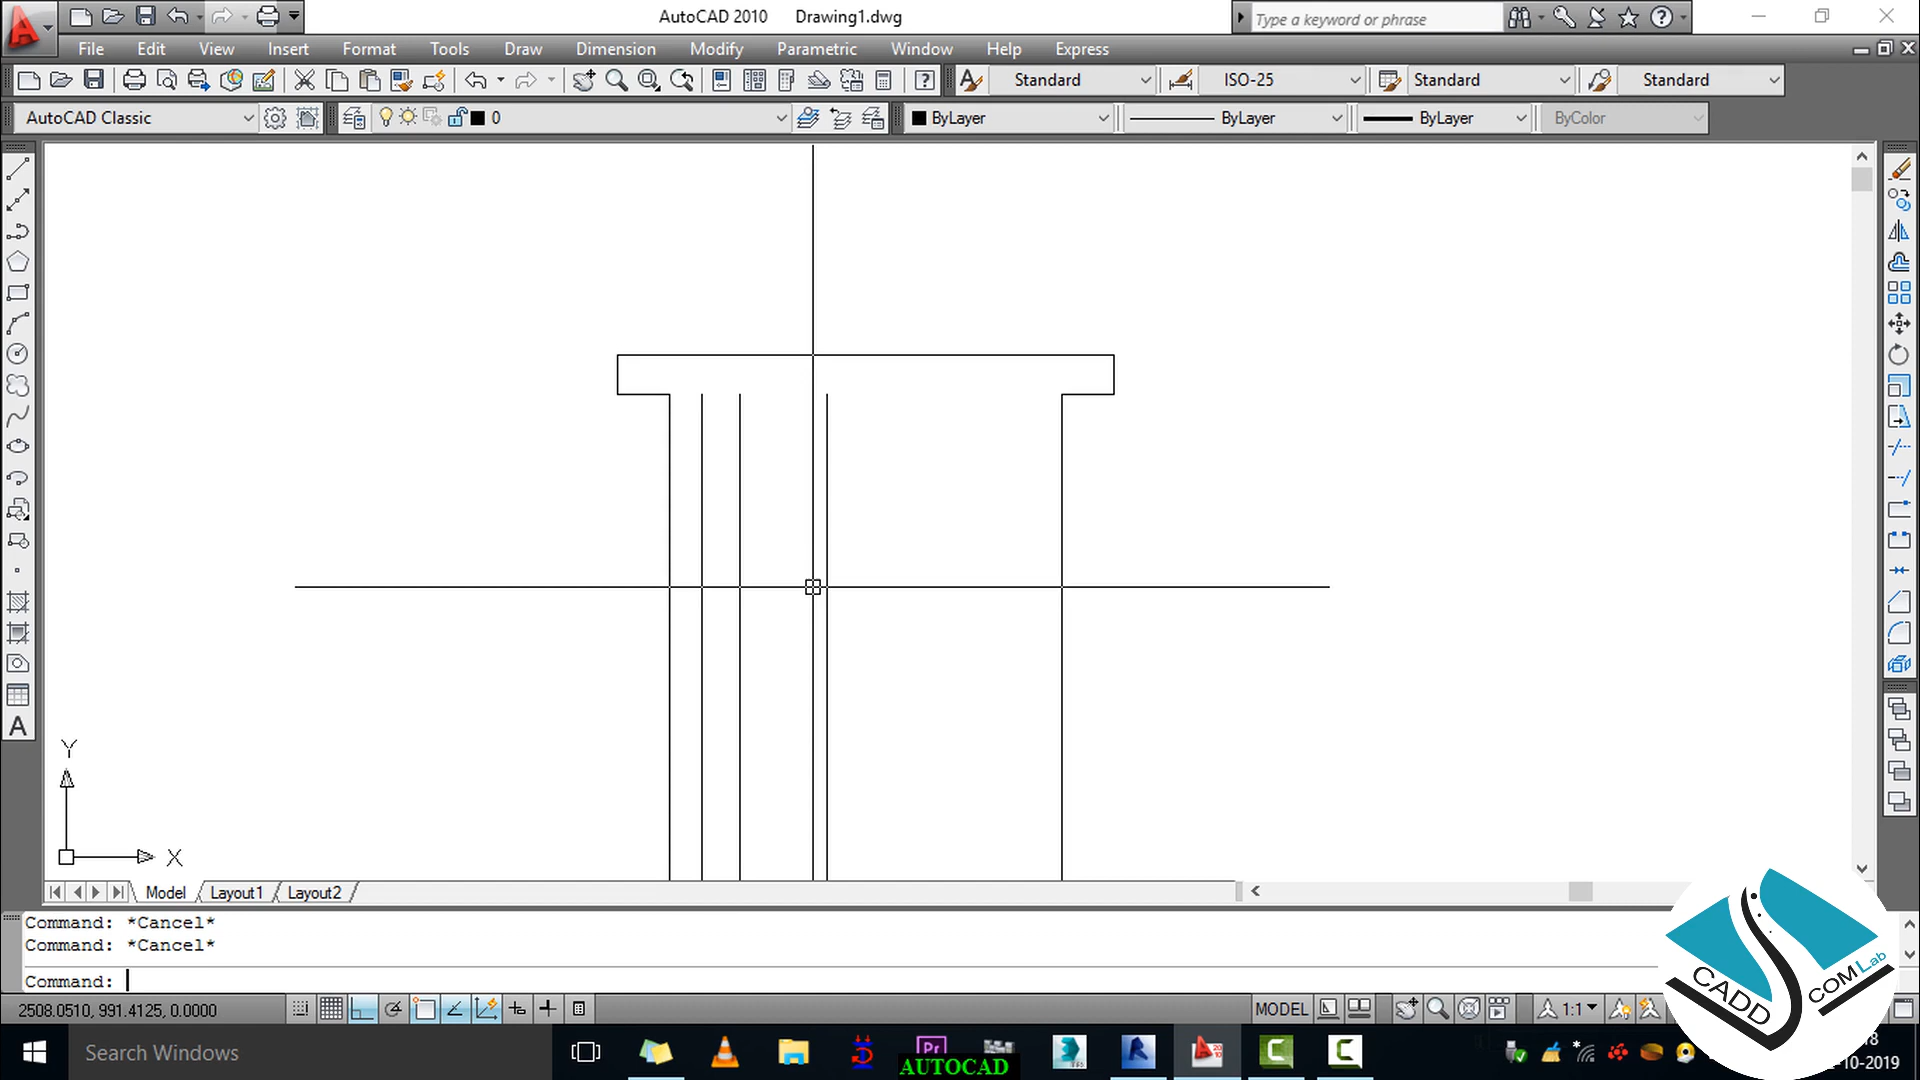 AutoCAD 2010 Drawing1.dwg
Type a keyword or phrase
File Edit View Insert Format Tools Draw Dimension Modify Parametric Window Help Express
Standard ISO-25 Standard Standard
AutoCAD Classic 0 ByLayer ByLayer ByLayer ByColor
Y
X
A
Model Layout1 Layout2
Command: *Cancel*
Command: *Cancel*
Command:
2508.0510, 991.4125, 0.0000
MODEL 1:1
CADD COM Lab
Search Windows
Pr
AUTOCAD
-10-2019